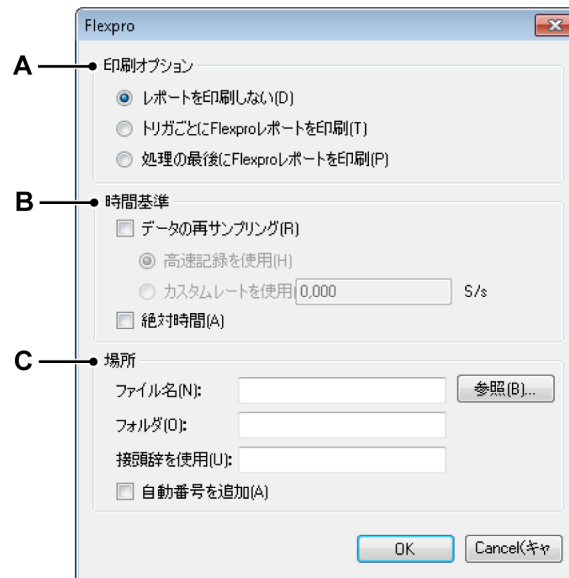 Flexpro
A
印刷オプション
レポートを印刷しない(D)
トリガごとにFlexproレポートを印刷(T)
処理の最後にFlexproレポートを印刷(P)
B
時間基準
データの再サンプリング(R)
高速記録を使用(H)
カスタムレートを使用( 0,000 S/s
絶対時間(A)
C
場所
ファイル名(N): 参照(B)...
フォルダ(O):
接頭辞を使用(U):
自動番号を追加(A)
OK Cancel(キャ